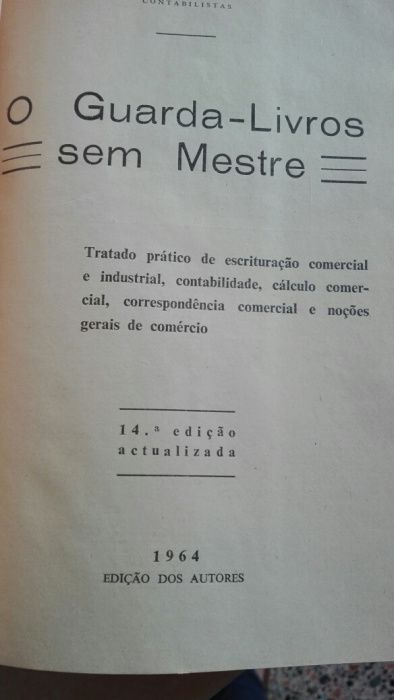 CONTABILISTAS
O Guarda-Livros
sem Mestre
Tratado prático de escrituração comercial
e industrial, contabilidade, cálculo comer-
cial, correspondência comercial e noções
gerais de comércio
14.ª edição
actualizada
1964
EDIÇÃO DOS AUTORES